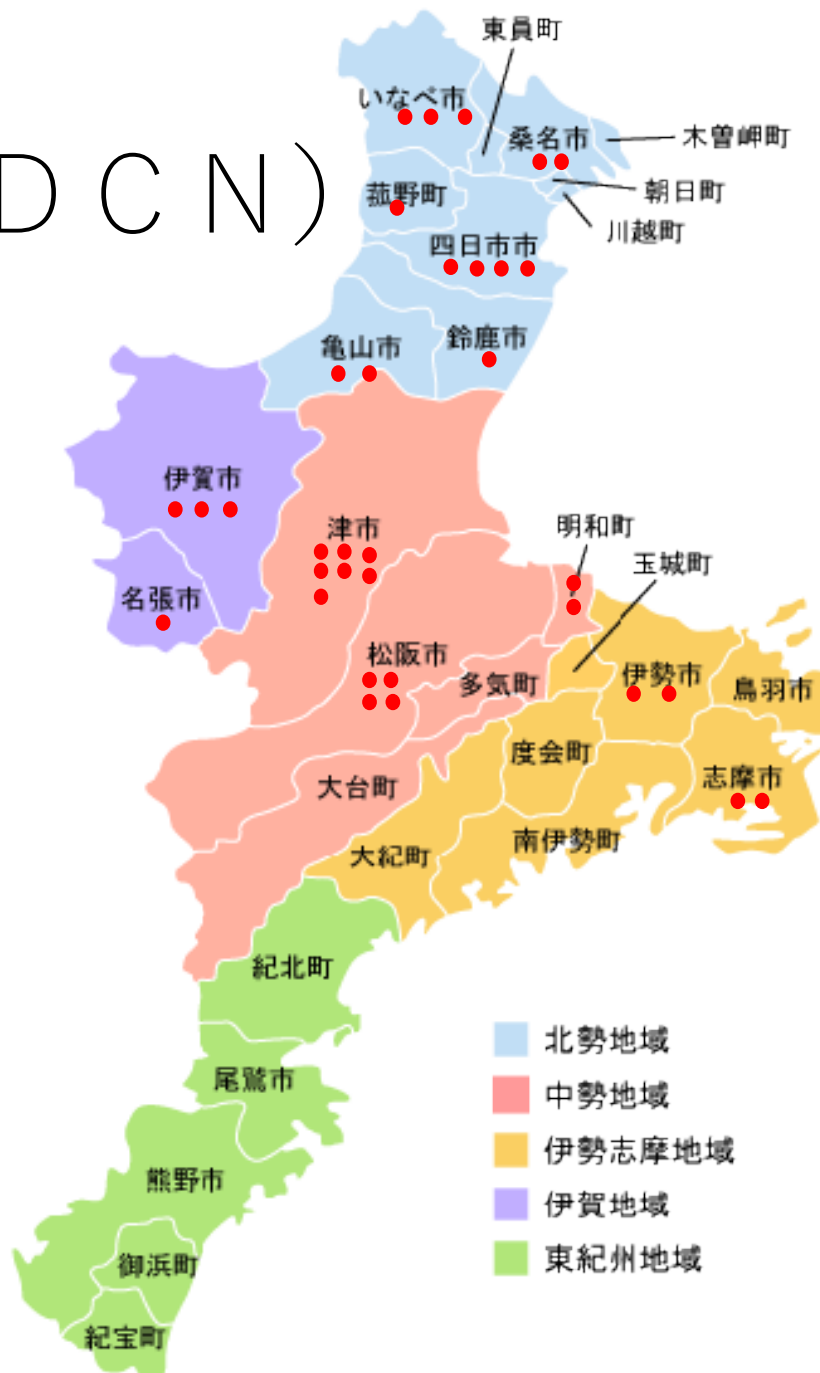 東員町
いなべ市
桑名市
木曽岬町
DCN)
菰野町
朝日町
川越町
四日市市
亀山市
鈴鹿市
伊賀市
津市
明和町
玉城町
名張市
松阪市
多気町
伊勢市
鳥羽市
度会町
大台町
志摩市
南伊勢町
大紀町
紀北町
北勢地域
尾鷲市
中勢地域
伊勢志摩地域
熊野市
伊賀地域
御浜町
東紀州地域
紀宝町